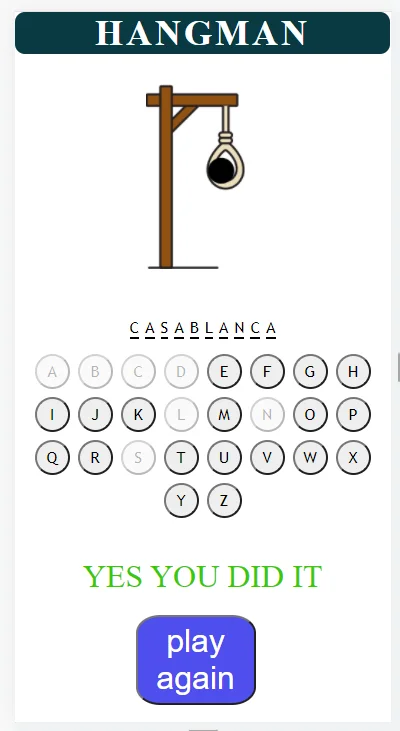 HANGMAN
C A S A B L A N C A
A B C D E F G H
I J K L M N O P
Q R S T U V W X
Y Z
YES YOU DID IT
play
again